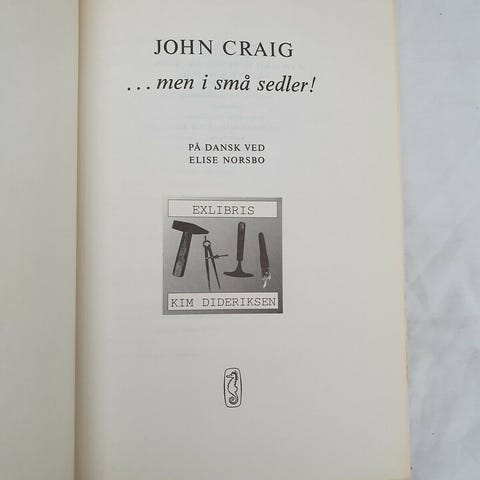 JOHN CRAIG
...men i små sedler!
PÅ DANSK VED
ELISE NORSBO
EXLIBRIS
KIM DIDERIKSEN